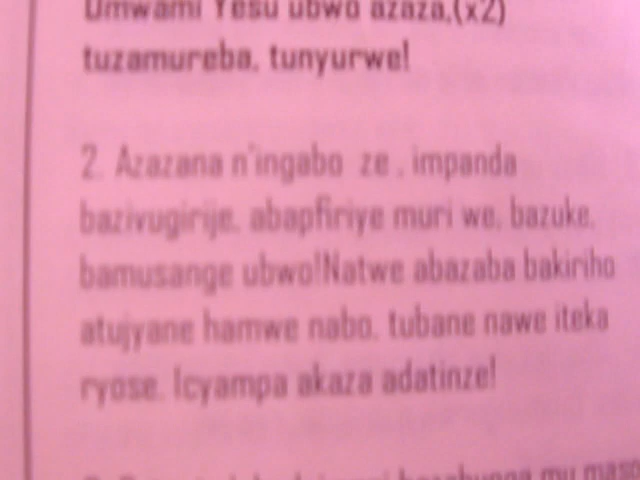 Umwami Yesu ubwo azaza,(x2)
tuzamureba, tunyurwe!
2. Azazana n'ingabo ze , impanda
bazivugirije, abapfiriye muri we, bazuke,
bamusange ubwo!Natwe abazaba bakiriho
atujyane hamwe nabo, tubane nawe iteka
ryose. Icyampa akaza adatinze!